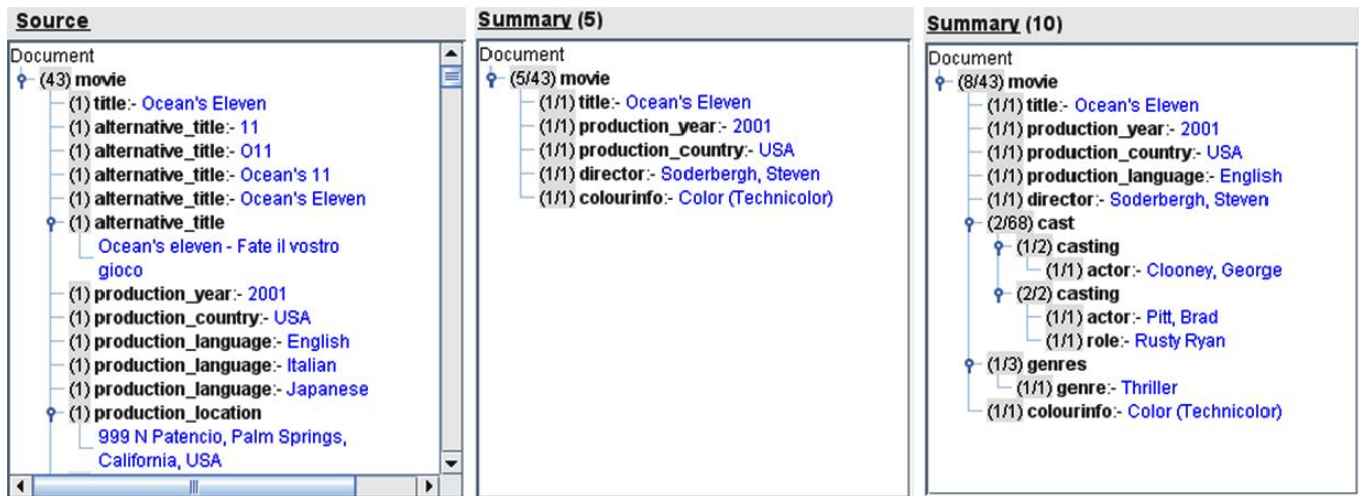 Source
Document
(43) movie
(1) title:- Ocean's Eleven
(1) alternative_title:- 11
(1) alternative_title:- O11
(1) alternative_title:- Ocean's 11
(1) alternative_title:- Ocean's Eleven
(1) alternative_title
Ocean's eleven - Fate il vostro
gioco
(1) production_year:- 2001
(1) production_country:- USA
(1) production_language:- English
(1) production_language:- Italian
(1) production_language:- Japanese
(1) production_location
999 N Patencio, Palm Springs,
California, USA
Summary (5)
Document
(5/43) movie
(1/1) title:- Ocean's Eleven
(1/1) production_year:- 2001
(1/1) production_country:- USA
(1/1) director:- Soderbergh, Steven
(1/1) colourinfo:- Color (Technicolor)
Summary (10)
Document
(8/43) movie
(1/1) title:- Ocean's Eleven
(1/1) production_year:- 2001
(1/1) production_country:- USA
(1/1) production_language:- English
(1/1) director:- Soderbergh, Steven
(2/68) cast
(1/2) casting
(1/1) actor:- Clooney, George
(2/2) casting
(1/1) actor:- Pitt, Brad
(1/1) role:- Rusty Ryan
(1/3) genres
(1/1) genre:- Thriller
(1/1) colourinfo:- Color (Technicolor)